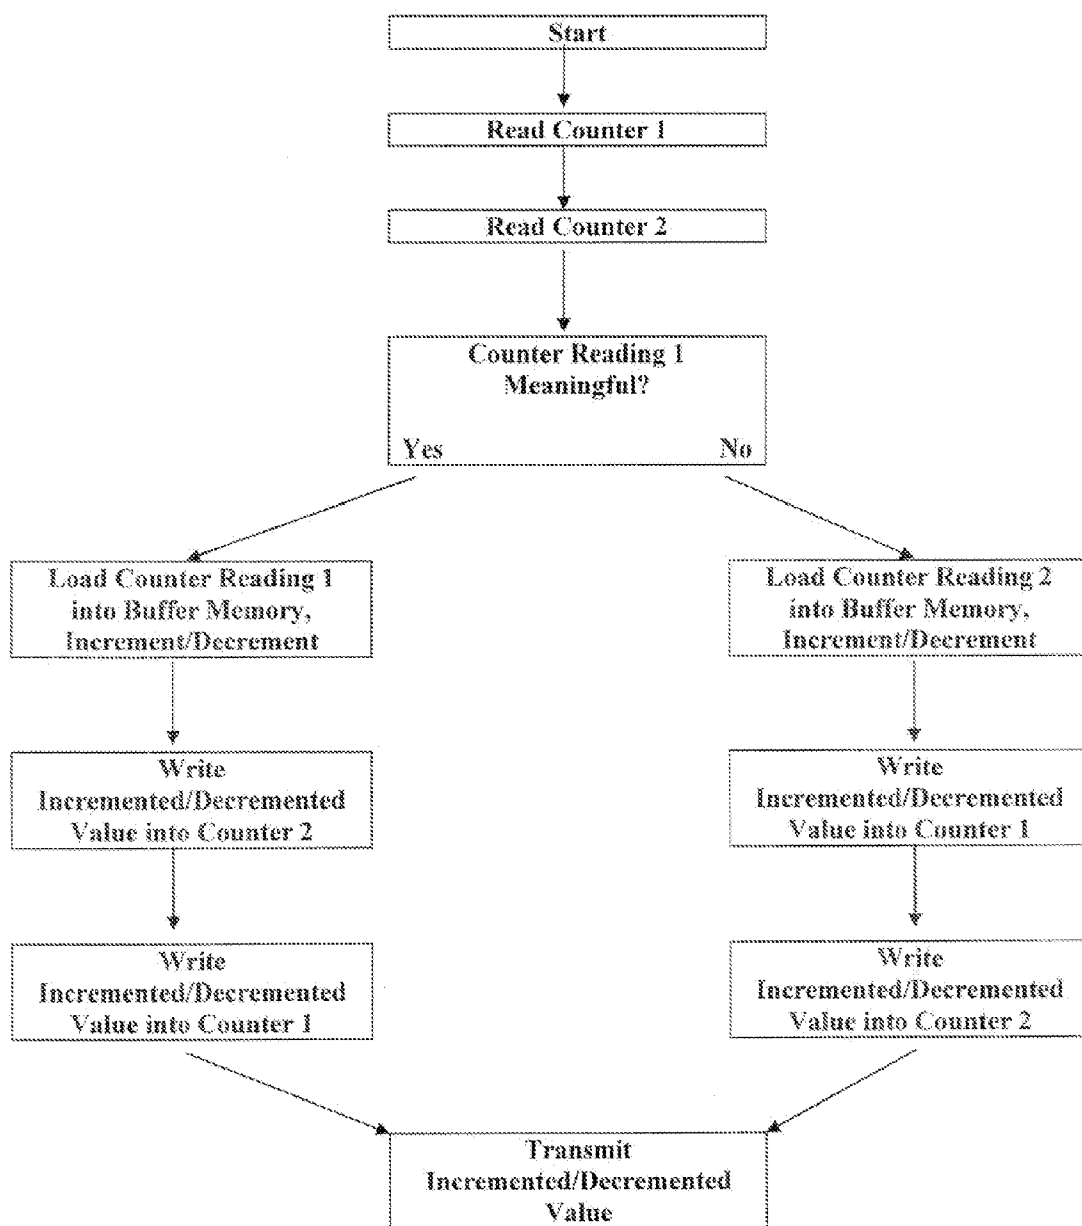 Start
Read Counter 1
Read Counter 2
Counter Reading 1
Meaningful?
Yes
No
Load Counter Reading 1
into Buffer Memory,
Increment/Decrement
Load Counter Reading 2
into Buffer Memory,
Increment/Decrement
Write
Incremented/Decremented
Value into Counter 2
Write
Incremented/Decremented
Value into Counter 1
Write
Incremented/Decremented
Value into Counter 1
Write
Incremented/Decremented
Value into Counter 2
Transmit
Incremented/Decremented
Value